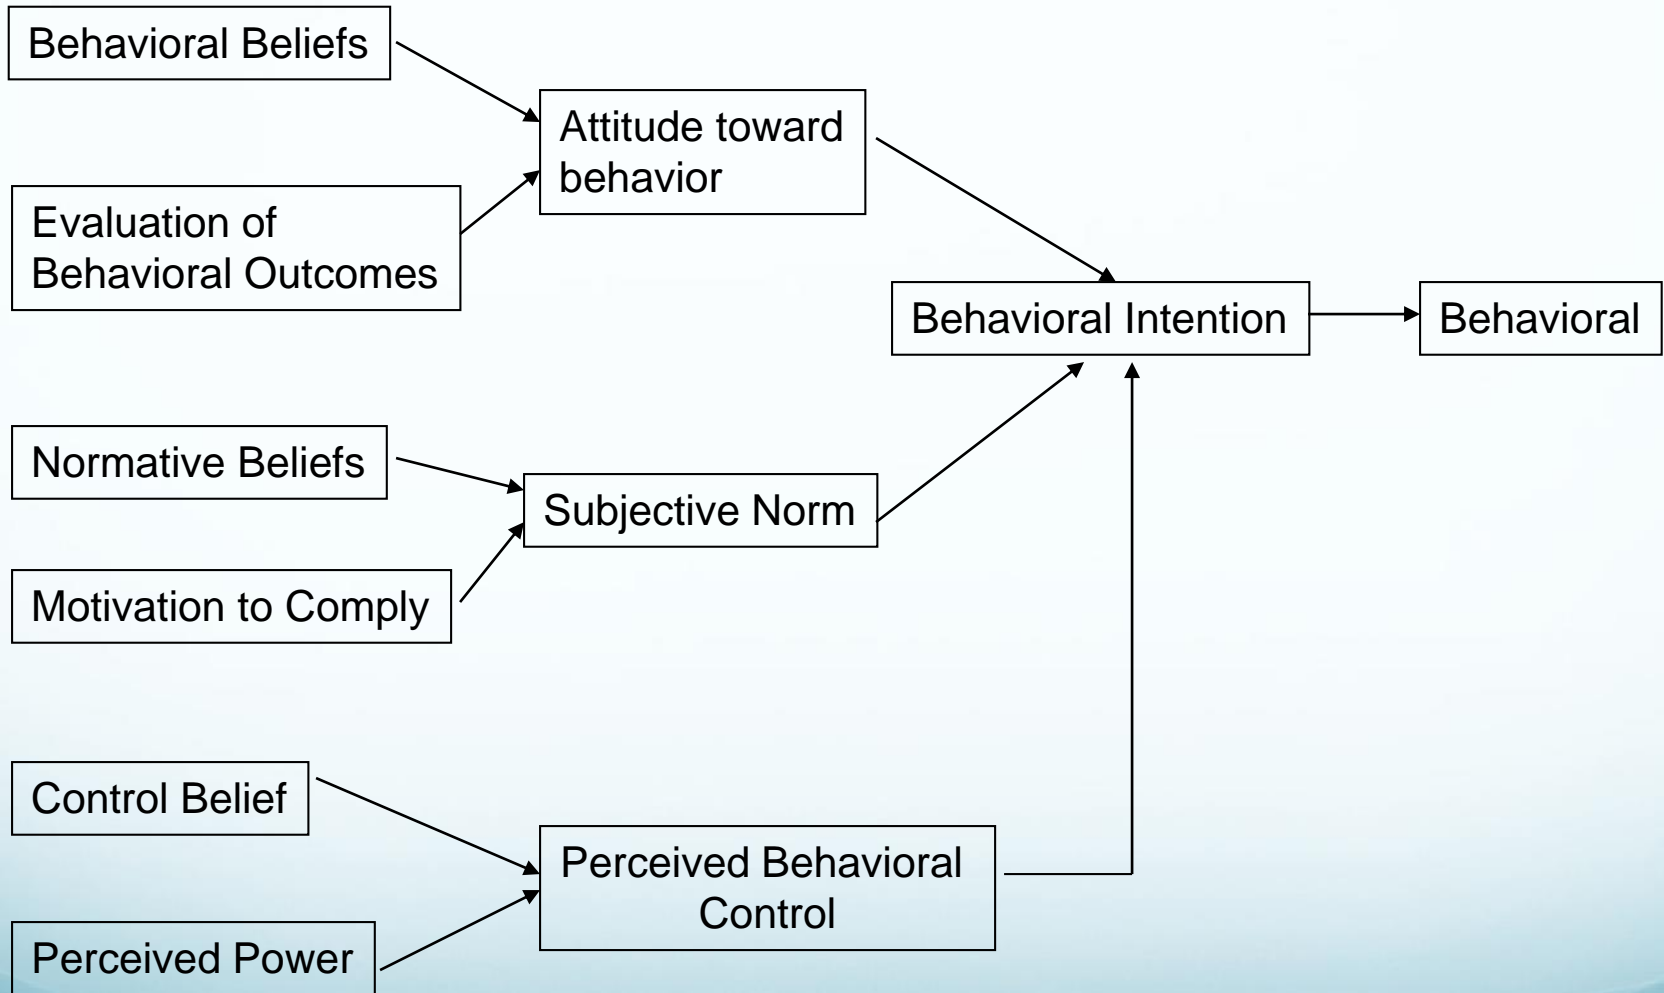 Behavioral Beliefs
Evaluation of
Behavioral Outcomes
Attitude toward
behavior
Normative Beliefs
Motivation to Comply
Subjective Norm
Control Belief
Perceived Power
Perceived Behavioral
Control
Behavioral Intention
Behavioral